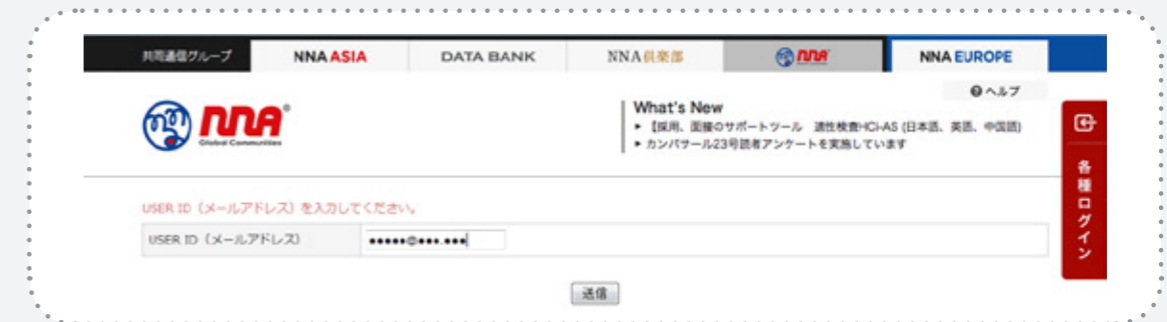 共同通信グループ
NNA ASIA
DATA BANK
NNA倶楽部
NNA
NNA EUROPE
ヘルプ
NNA®
Global Communities
What's New
▸ 【採用、面接のサポートツール 適性検査HCi-AS (日本語、英語、中国語)
▸ カンパサール23号読者アンケートを実施しています
各種ログイン
USER ID（メールアドレス）を入力してください。
USER ID（メールアドレス）
●●●●●@●●●.●●●
送信